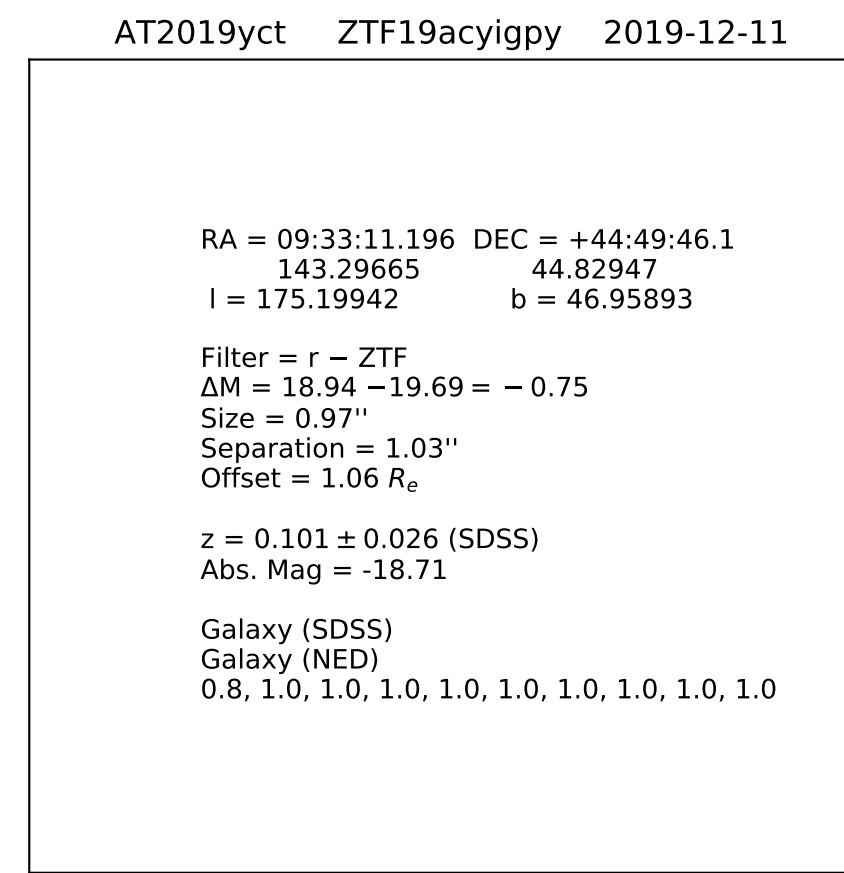 AT2019yct ZTF19acyigpy 2019-12-11
RA = 09:33:11.196 DEC = +44:49:46.1
143.29665 44.82947
l = 175.19942 b = 46.95893
Filter = r − ZTF
ΔM = 18.94 −19.69 = − 0.75
Size = 0.97''
Separation = 1.03''
Offset = 1.06 Rₑ
z = 0.101 ± 0.026 (SDSS)
Abs. Mag = -18.71
Galaxy (SDSS)
Galaxy (NED)
0.8, 1.0, 1.0, 1.0, 1.0, 1.0, 1.0, 1.0, 1.0, 1.0